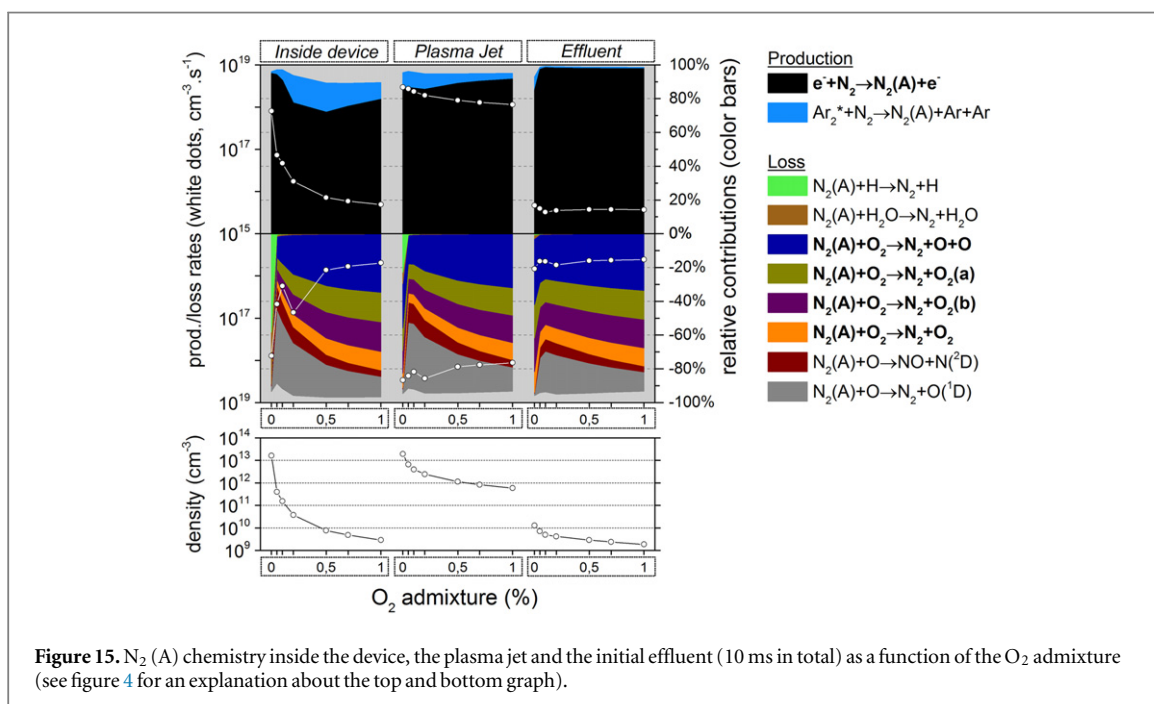 Inside device Plasma Jet Effluent
prod./loss rates (white dots, cm⁻³.s⁻¹)
10¹⁹
10¹⁷
10¹⁵
10¹⁷
10¹⁹
100%
80%
60%
40%
20%
0%
-20%
-40%
-60%
-80%
-100%
relative contributions (color bars)
0 0,5 1 0 0,5 1 0 0,5 1
density (cm⁻³)
10¹⁴
10¹³
10¹²
10¹¹
10¹⁰
10⁹
0 0,5 1 0 0,5 1 0 0,5 1
O₂ admixture (%)
Production
e⁻+N₂→N₂(A)+e⁻
Ar₂*+N₂→N₂(A)+Ar+Ar
Loss
N₂(A)+H→N₂+H
N₂(A)+H₂O→N₂+H₂O
N₂(A)+O₂→N₂+O+O
N₂(A)+O₂→N₂+O₂(a)
N₂(A)+O₂→N₂+O₂(b)
N₂(A)+O₂→N₂+O₂
N₂(A)+O→NO+N(²D)
N₂(A)+O→N₂+O(¹D)
Figure 15. N₂ (A) chemistry inside the device, the plasma jet and the initial effluent (10 ms in total) as a function of the O₂ admixture
(see figure 4 for an explanation about the top and bottom graph).